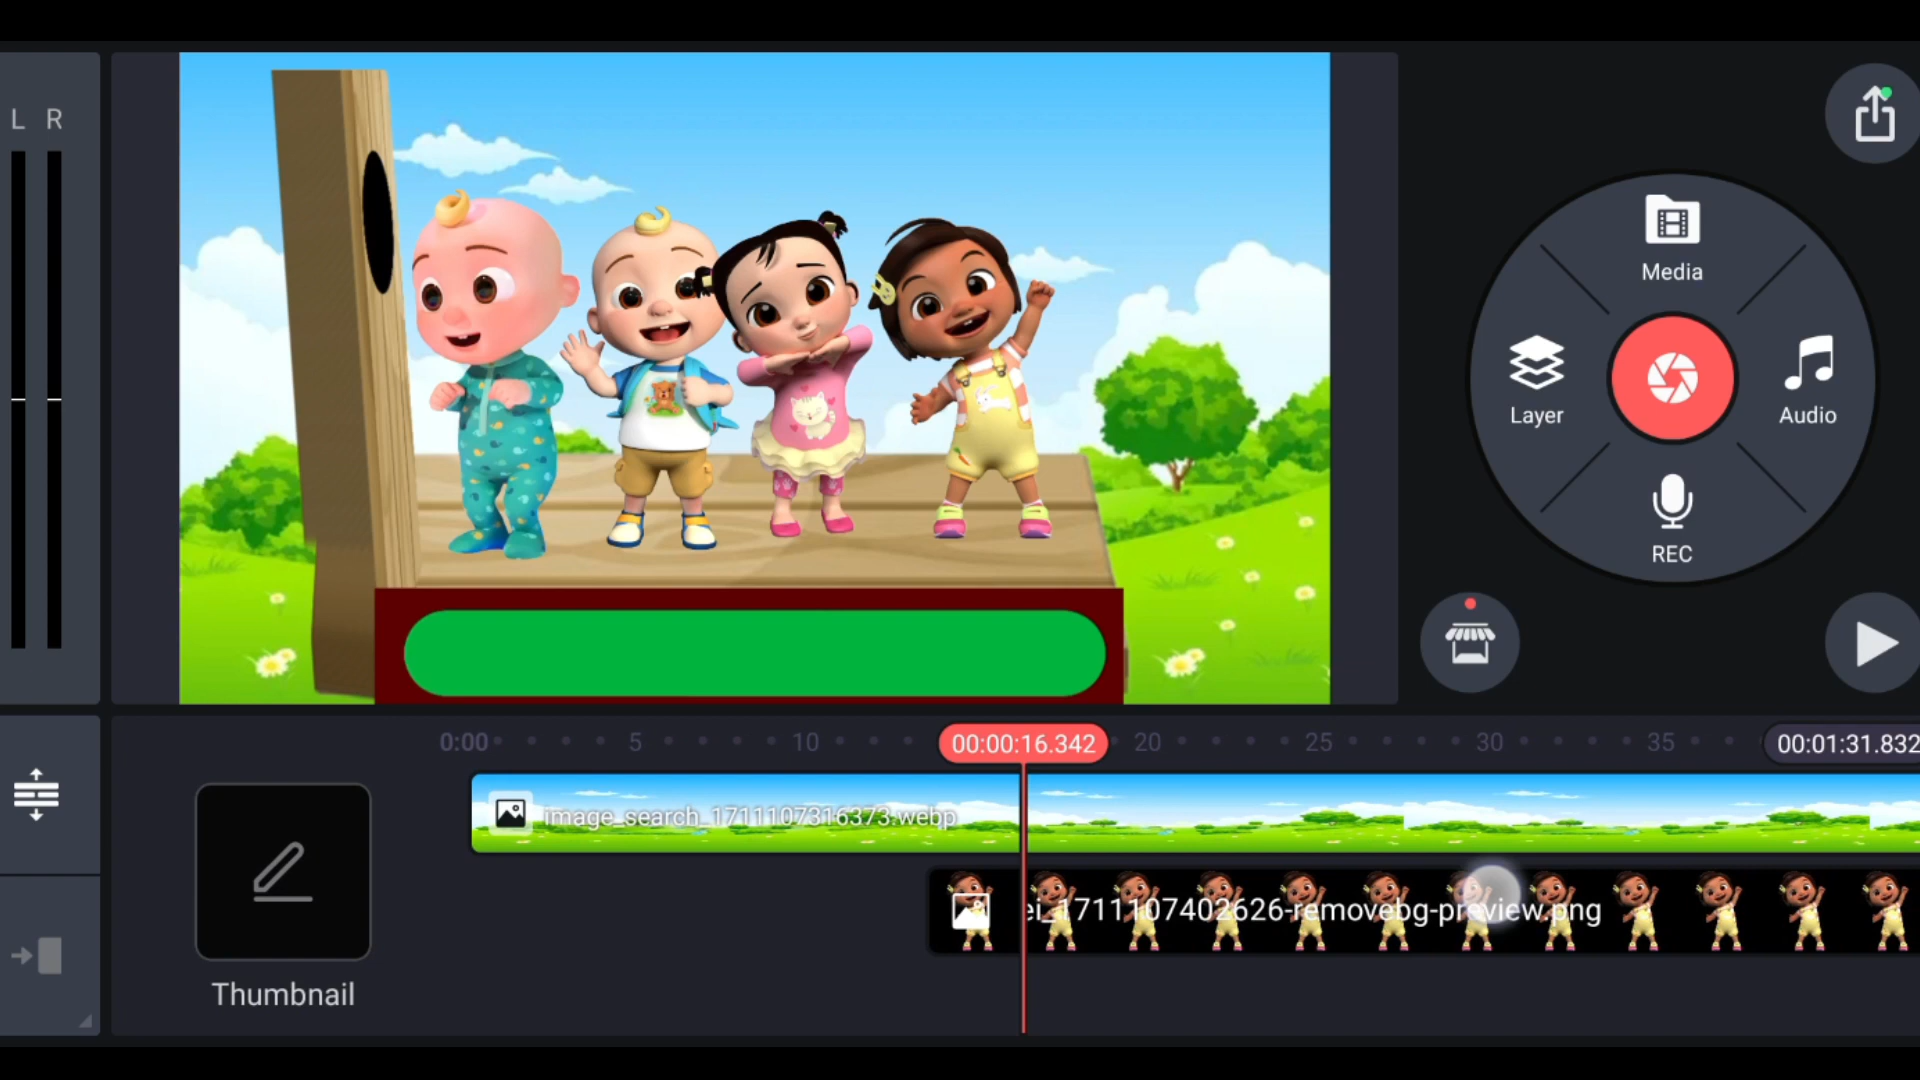 L R
Media
Layer
Audio
REC
0:00
5
10
00:00:16.342
20
25
30
35
00:01:31.832
image_search_1711107316373.webp
ei_1711107402626-removebg-preview.png
Thumbnail